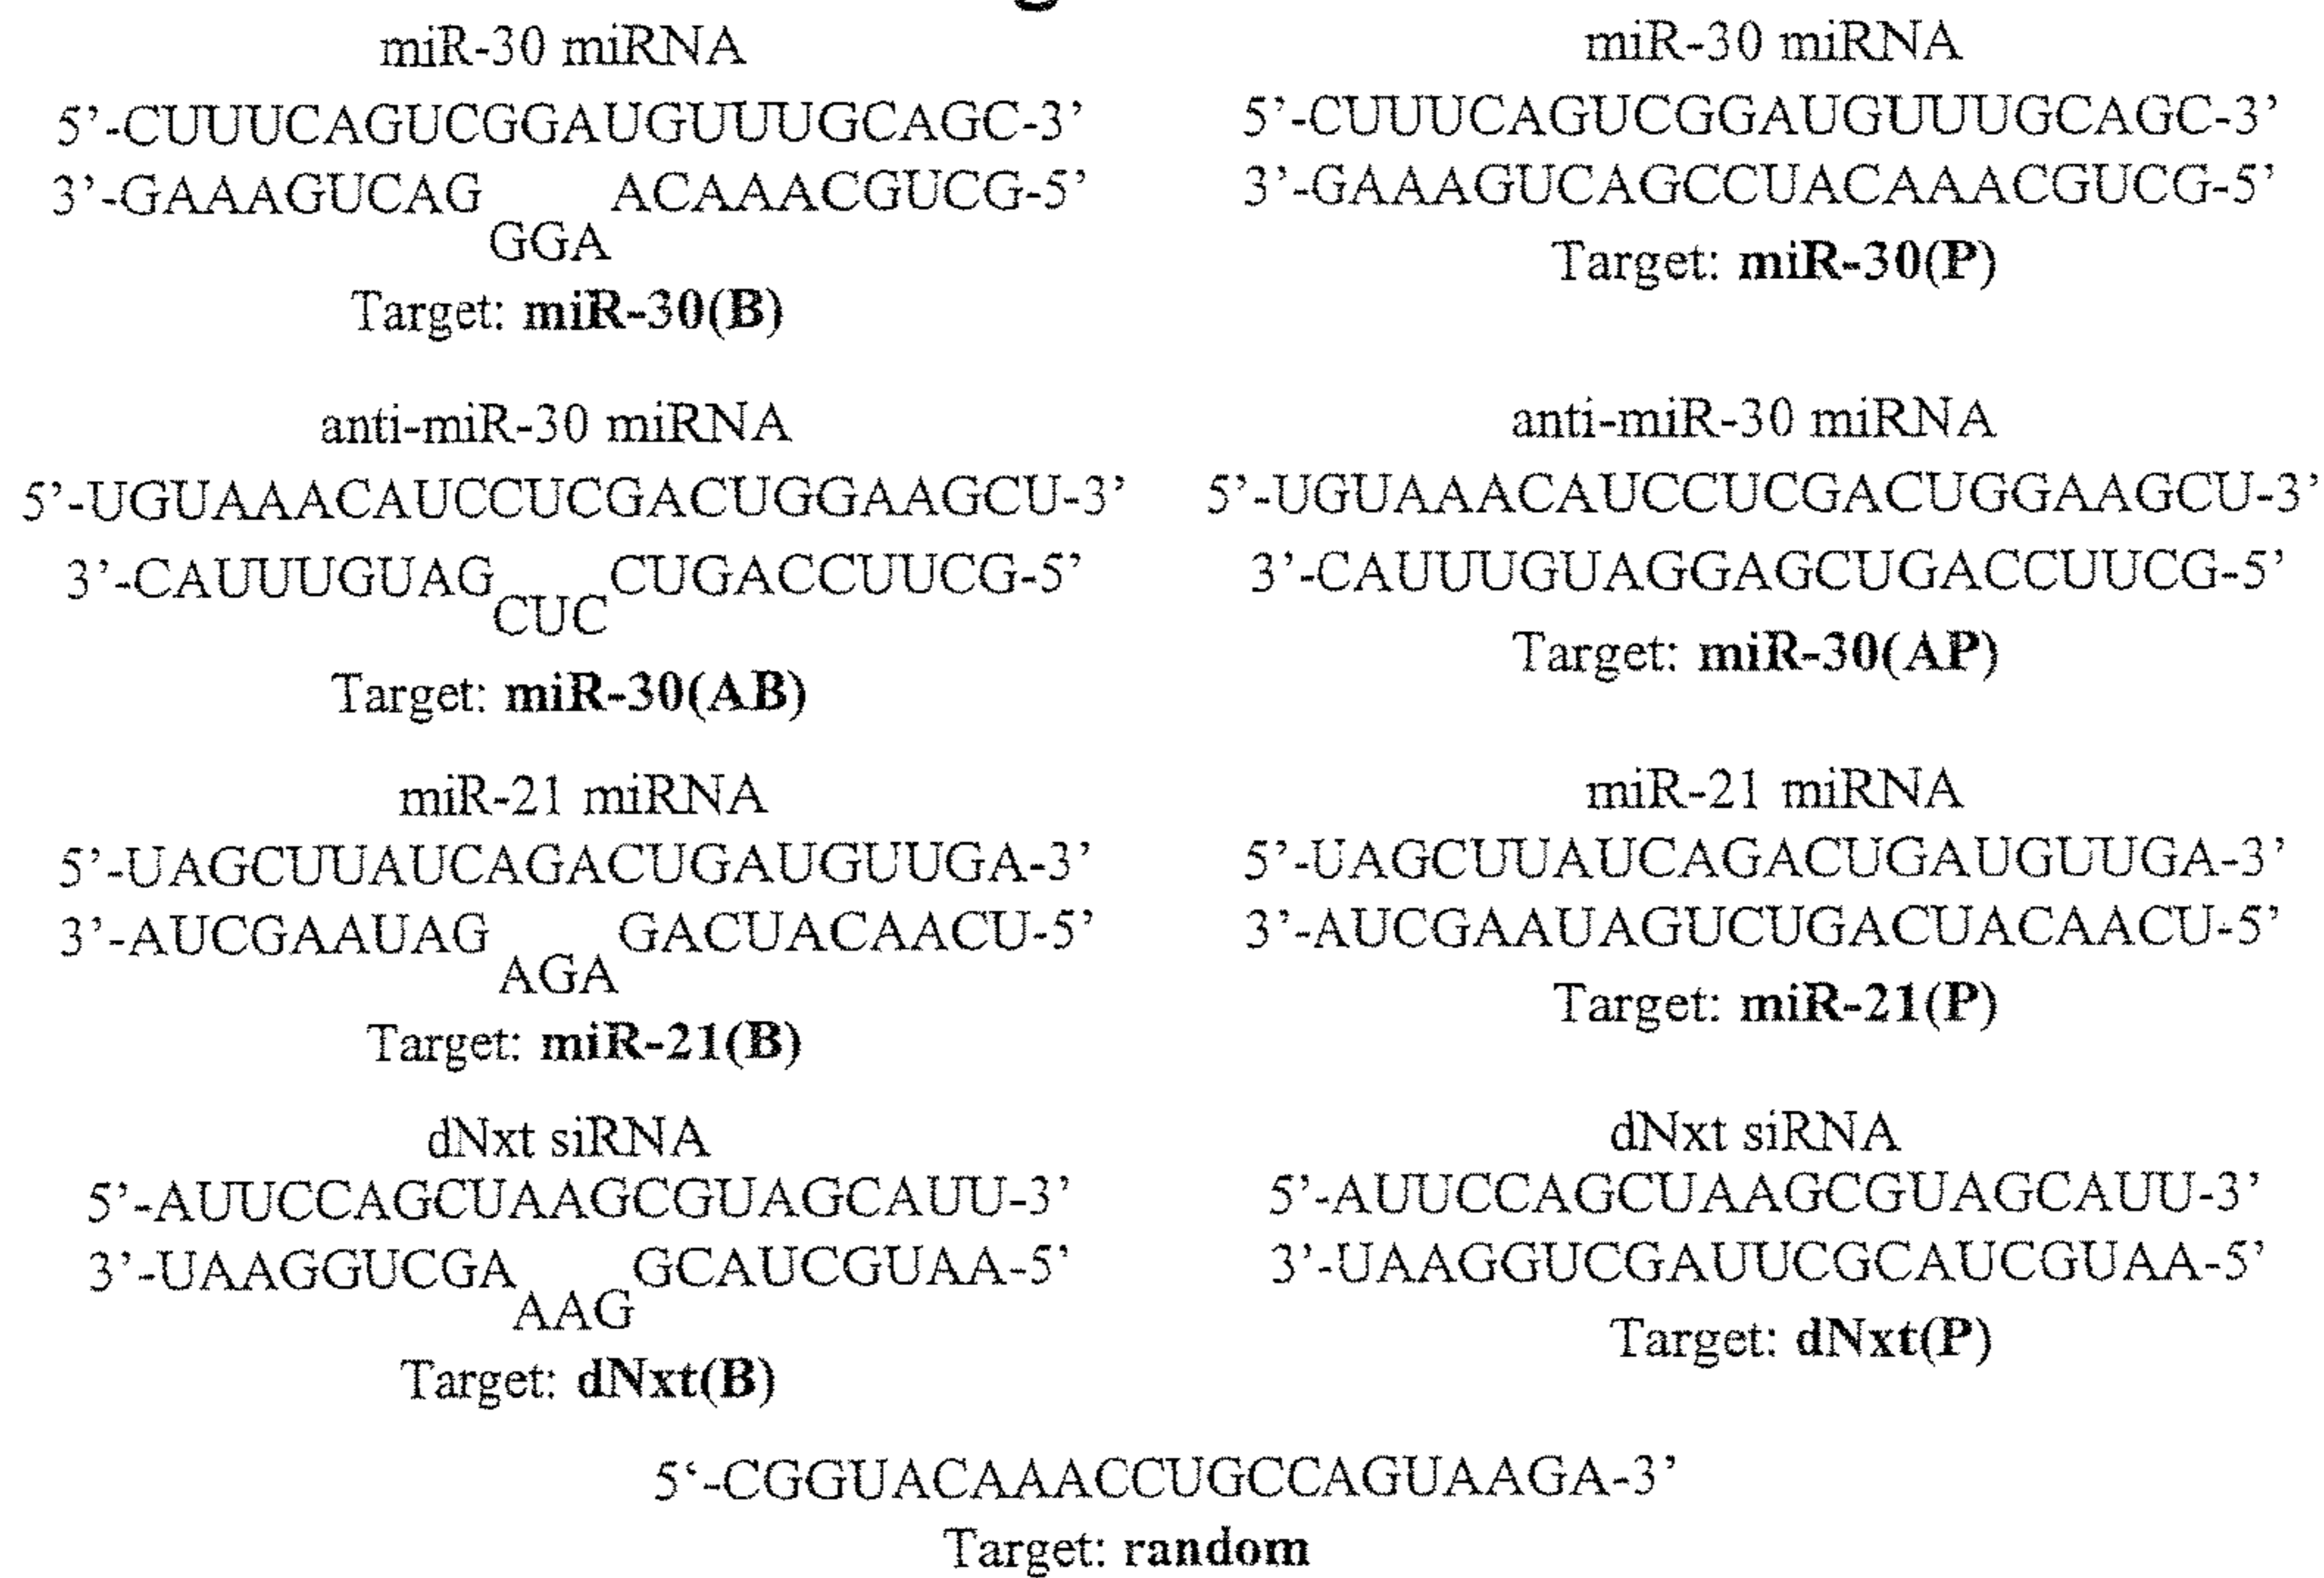 miR-30 miRNA
5’-CUUUCAGUCGGAUGUUUGCAGC-3’
3’-GAAAGUCAG GGA ACAAACGUCG-5’
Target: miR-30(B)
miR-30 miRNA
5’-CUUUCAGUCGGAUGUUUGCAGC-3’
3’-GAAAGUCAGCCUACAAACGUCG-5’
Target: miR-30(P)
anti-miR-30 miRNA
5’-UGUAAACAUCCUCGACUGGAAGCU-3’
3’-CAUUUGUAG CUC CUGACCUUCG-5’
Target: miR-30(AB)
anti-miR-30 miRNA
5’-UGUAAACAUCCUCGACUGGAAGCU-3’
3’-CAUUUGUAGGAGCUGACCUUCG-5’
Target: miR-30(AP)
miR-21 miRNA
5’-UAGCUUAUCAGACUGAUGUUGA-3’
3’-AUCGAAUAG AGA GACUACAACU-5’
Target: miR-21(B)
miR-21 miRNA
5’-UAGCUUAUCAGACUGAUGUUGA-3’
3’-AUCGAAUAGUCUGACUACAACU-5’
Target: miR-21(P)
dNxt siRNA
5’-AUUCCAGCUAAGCGUAGCAUU-3’
3’-UAAGGUCGA AAG GCAUCGUAA-5’
Target: dNxt(B)
dNxt siRNA
5’-AUUCCAGCUAAGCGUAGCAUU-3’
3’-UAAGGUCGAUUCGCAUCGUAA-5’
Target: dNxt(P)
5‘-CGGUACAAACCUGCCAGUAAGA-3’
Target: random